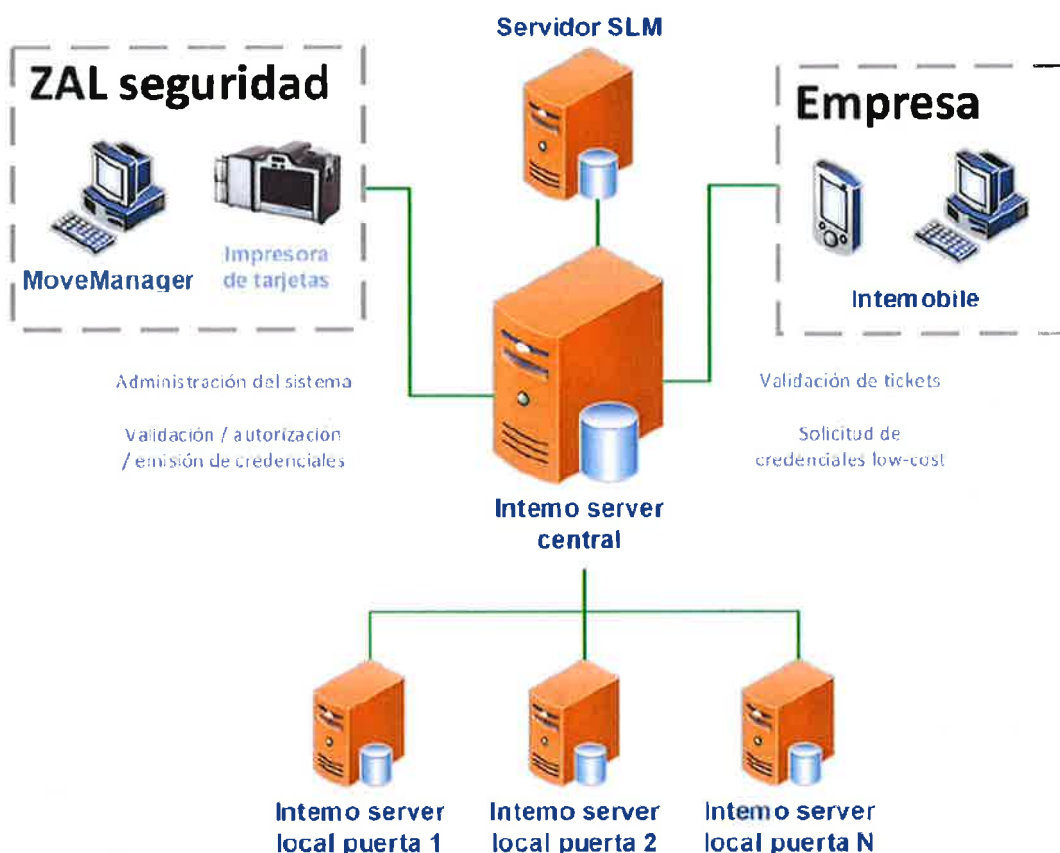 Servidor SLM
ZAL seguridad
MoveManager
Impresora
de tarjetas
Empresa
Intemobile
Administración del sistema
Validación / autorización
/ emisión de credenciales
Validación de tickets
Solicitud de
credenciales low-cost
Intemo server
central
Intemo server
local puerta 1
Intemo server
local puerta 2
Intemo server
local puerta N